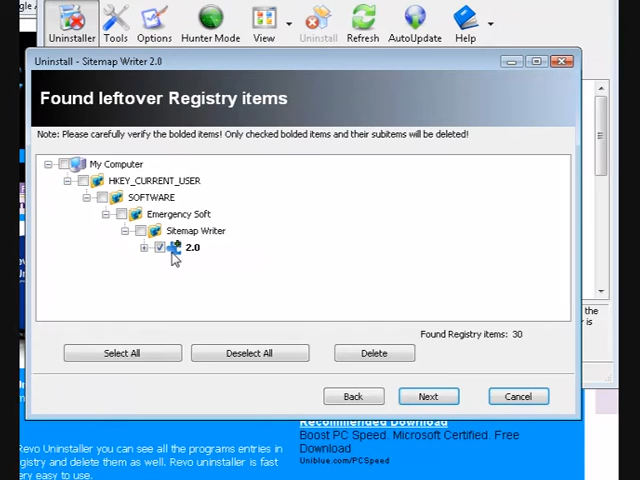 Uninstaller Tools Options Hunter Mode View Uninstall Refresh AutoUpdate Help
Uninstall - Sitemap Writer 2.0
Found leftover Registry items
Note: Please carefully verify the bolded items! Only checked bolded items and their subitems will be deleted!
My Computer
HKEY_CURRENT_USER
SOFTWARE
Emergency Soft
Sitemap Writer
2.0
Found Registry items: 30
Select All Deselect All Delete
Back Next Cancel
Recommended Download
Boost PC Speed. Microsoft Certified. Free
Download
Uniblue.com/PCSpeed
Revo Uninstaller you can see all the programs entries in
gistry and delete them as well. Revo uninstaller is fast
ery easy to use.